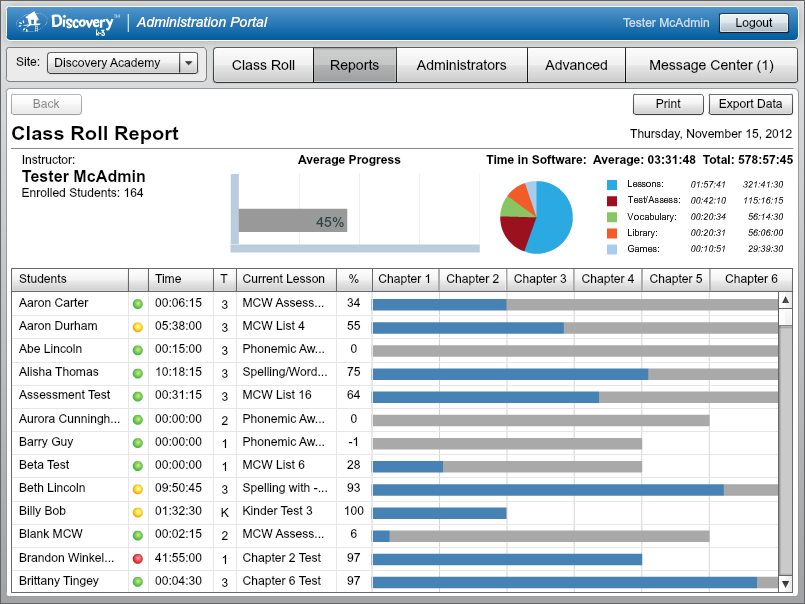 Discovery™ K-3 | Administration Portal Tester McAdmin Logout
Site: Discovery Academy Class Roll Reports Administrators Advanced Message Center (1)
Back Print Export Data
Class Roll Report Thursday, November 15, 2012
Instructor:
Tester McAdmin
Enrolled Students: 164
Average Progress
45%
Time in Software: Average: 03:31:48 Total: 578:57:45
Lessons: 01:57:41 321:41:30
Test/Assess: 00:42:10 115:16:15
Vocabulary: 00:20:34 56:14:30
Library: 00:20:31 56:06:00
Games: 00:10:51 29:39:30
Students Time T Current Lesson % Chapter 1 Chapter 2 Chapter 3 Chapter 4 Chapter 5 Chapter 6
Aaron Carter 00:06:15 3 MCW Assess... 34
Aaron Durham 05:38:00 3 MCW List 4 55
Abe Lincoln 00:15:00 3 Phonemic Aw... 0
Alisha Thomas 10:18:15 3 Spelling/Word... 75
Assessment Test 00:31:15 3 MCW List 16 64
Aurora Cunningh... 00:00:00 2 Phonemic Aw... 0
Barry Guy 00:00:00 1 Phonemic Aw... -1
Beta Test 00:00:00 1 MCW List 6 28
Beth Lincoln 09:50:45 3 Spelling with -... 93
Billy Bob 01:32:30 K Kinder Test 3 100
Blank MCW 00:02:15 2 MCW Assess... 6
Brandon Winkel... 41:55:00 1 Chapter 2 Test 97
Brittany Tingey 00:04:30 3 Chapter 6 Test 97